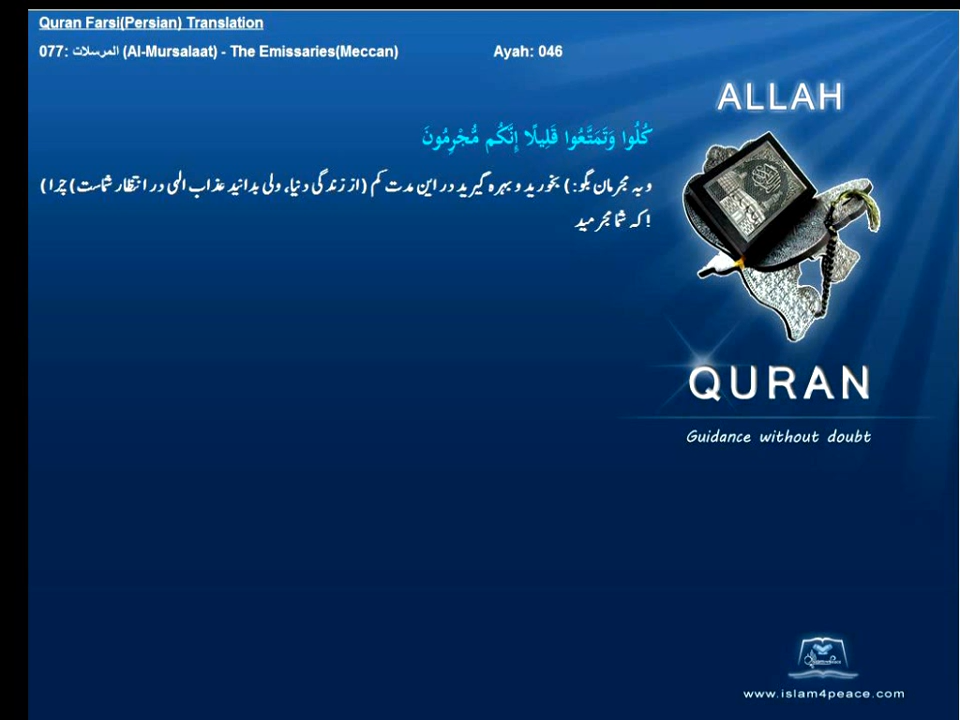 Quran Farsi(Persian) Translation
077: المرسلات (Al-Mursalaat) - The Emissaries(Meccan) Ayah: 046
ALLAH
كُلُوا وَتَمَتَّعُوا قَلِيلًا إِنَّكُم مُّجْرِمُونَ
و به مجرمان بگو: ) بخورید و بهره گیرید در این مدت کم (از زندگی دنیا، ولی بدانید عذاب الهی در انتظار شماست) چرا )
! که شما مجرمید
QURAN
Guidance without doubt
www.islam4peace.com